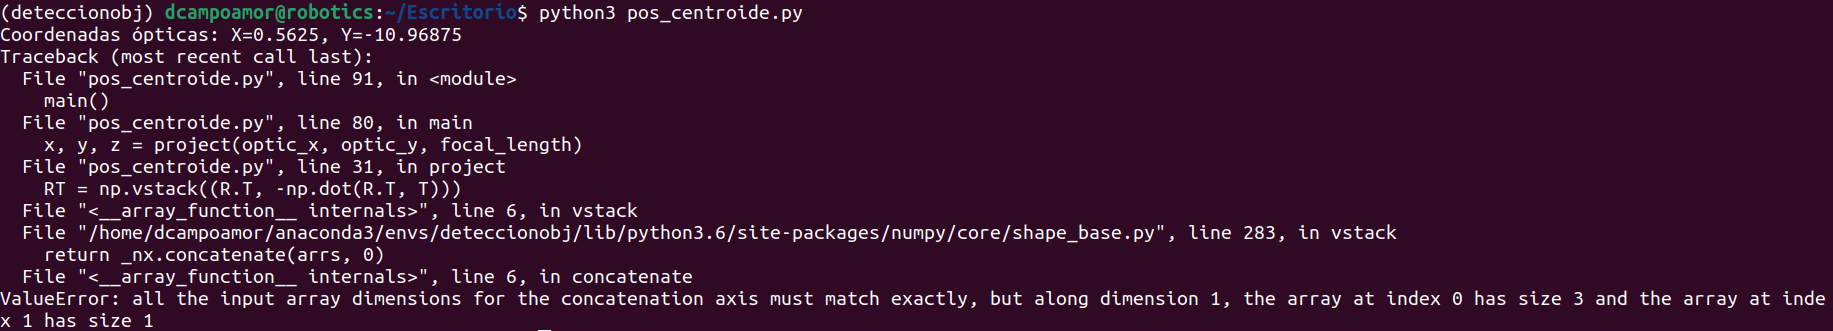 (deteccionobj) dcampoamor@robotics:~/Escritorio$ python3 pos_centroide.py
Coordenadas ópticas: X=0.5625, Y=-10.96875
Traceback (most recent call last):
  File "pos_centroide.py", line 91, in <module>
    main()
  File "pos_centroide.py", line 80, in main
    x, y, z = project(optic_x, optic_y, focal_length)
  File "pos_centroide.py", line 31, in project
    RT = np.vstack((R.T, -np.dot(R.T, T)))
  File "<__array_function__ internals>", line 6, in vstack
  File "/home/dcampoamor/anaconda3/envs/deteccionobj/lib/python3.6/site-packages/numpy/core/shape_base.py", line 283, in vstack
    return _nx.concatenate(arrs, 0)
  File "<__array_function__ internals>", line 6, in concatenate
ValueError: all the input array dimensions for the concatenation axis must match exactly, but along dimension 1, the array at index 0 has size 3 and the array at inde
x 1 has size 1